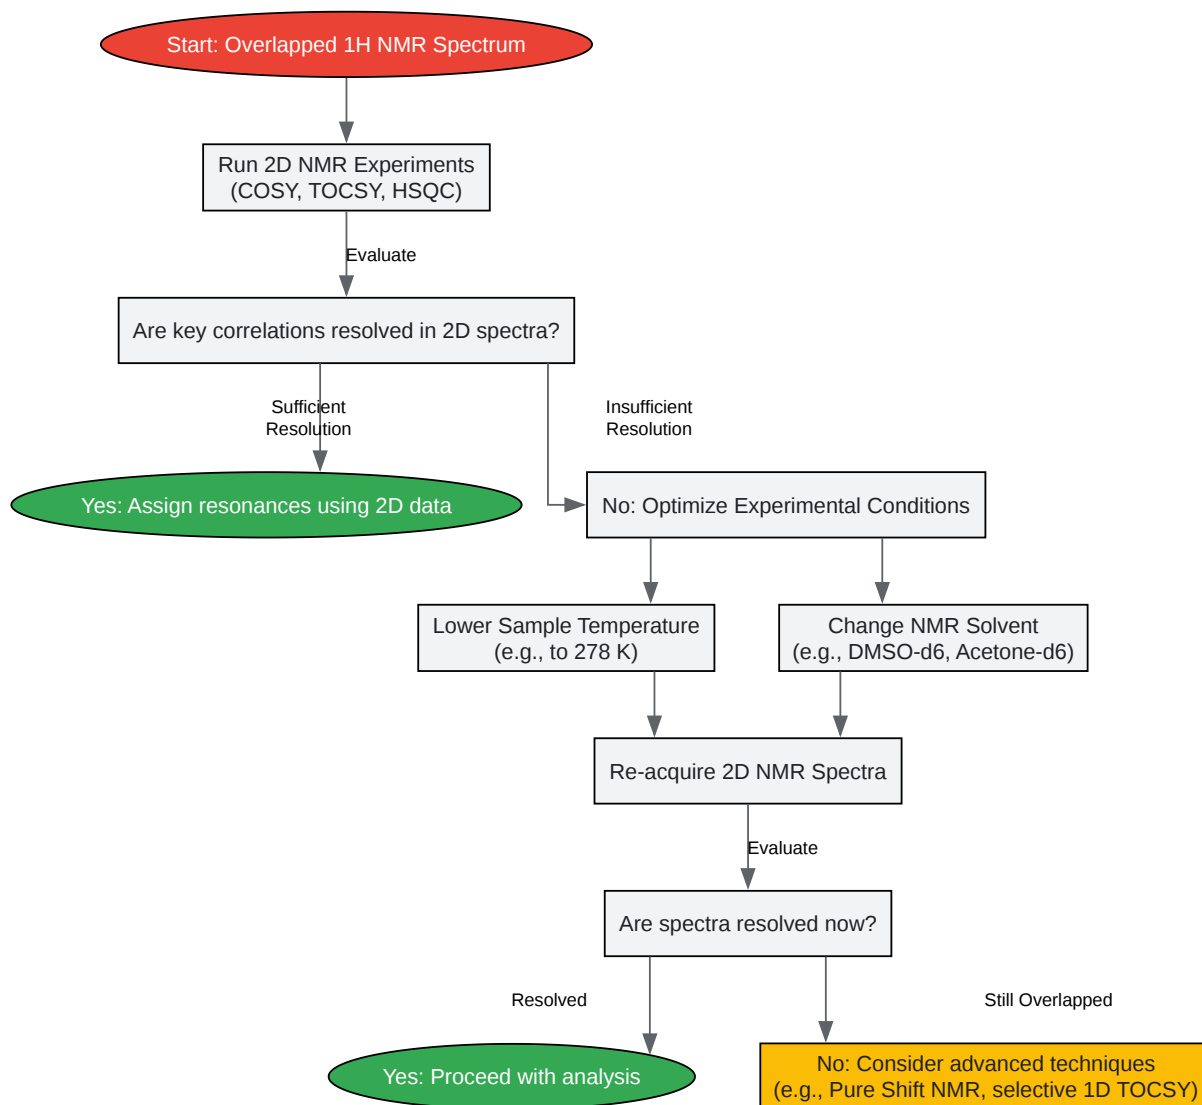 Start: Overlapped 1H NMR Spectrum
Run 2D NMR Experiments
(COSY, TOCSY, HSQC)
Evaluate
Are key correlations resolved in 2D spectra?
Sufficient
Resolution
Insufficient
Resolution
Yes: Assign resonances using 2D data
No: Optimize Experimental Conditions
Lower Sample Temperature
(e.g., to 278 K)
Change NMR Solvent
(e.g., DMSO-d6, Acetone-d6)
Re-acquire 2D NMR Spectra
Evaluate
Are spectra resolved now?
Resolved
Still Overlapped
Yes: Proceed with analysis
No: Consider advanced techniques
(e.g., Pure Shift NMR, selective 1D TOCSY)